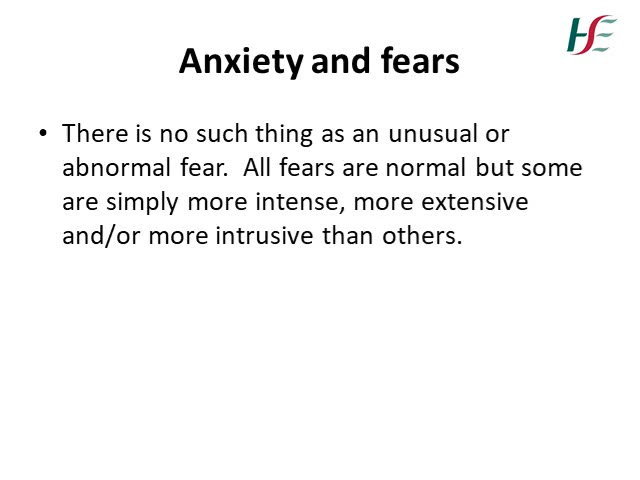 HSE
Anxiety and fears
• There is no such thing as an unusual or
abnormal fear.  All fears are normal but some
are simply more intense, more extensive
and/or more intrusive than others.